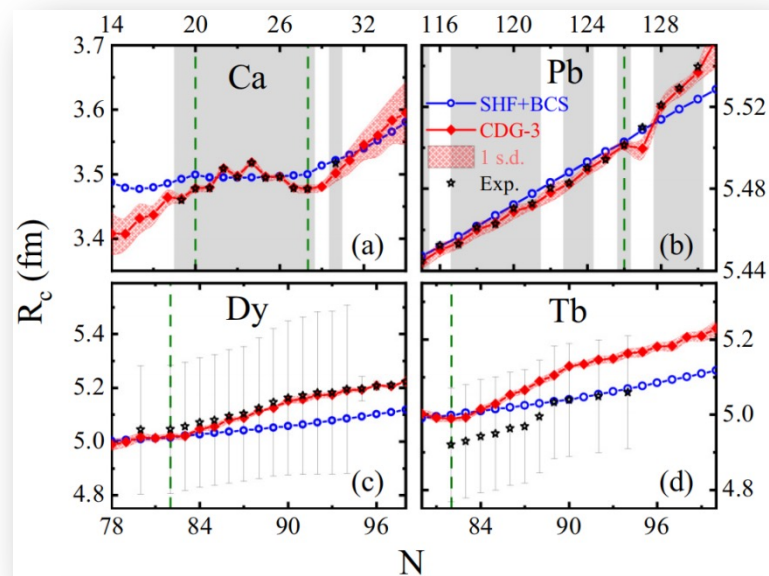 14 20 26 32 116 120 124 128
3.7
3.6
3.5
3.4
Ca
(a)
Pb
SHF+BCS
CDG-3
1 s.d.
Exp.
(b)
5.52
5.48
5.44
R_c (fm)
5.2
5.0
4.8
Dy
(c)
Tb
(d)
5.2
5.0
4.8
78 84 90 96 84 90 96
N